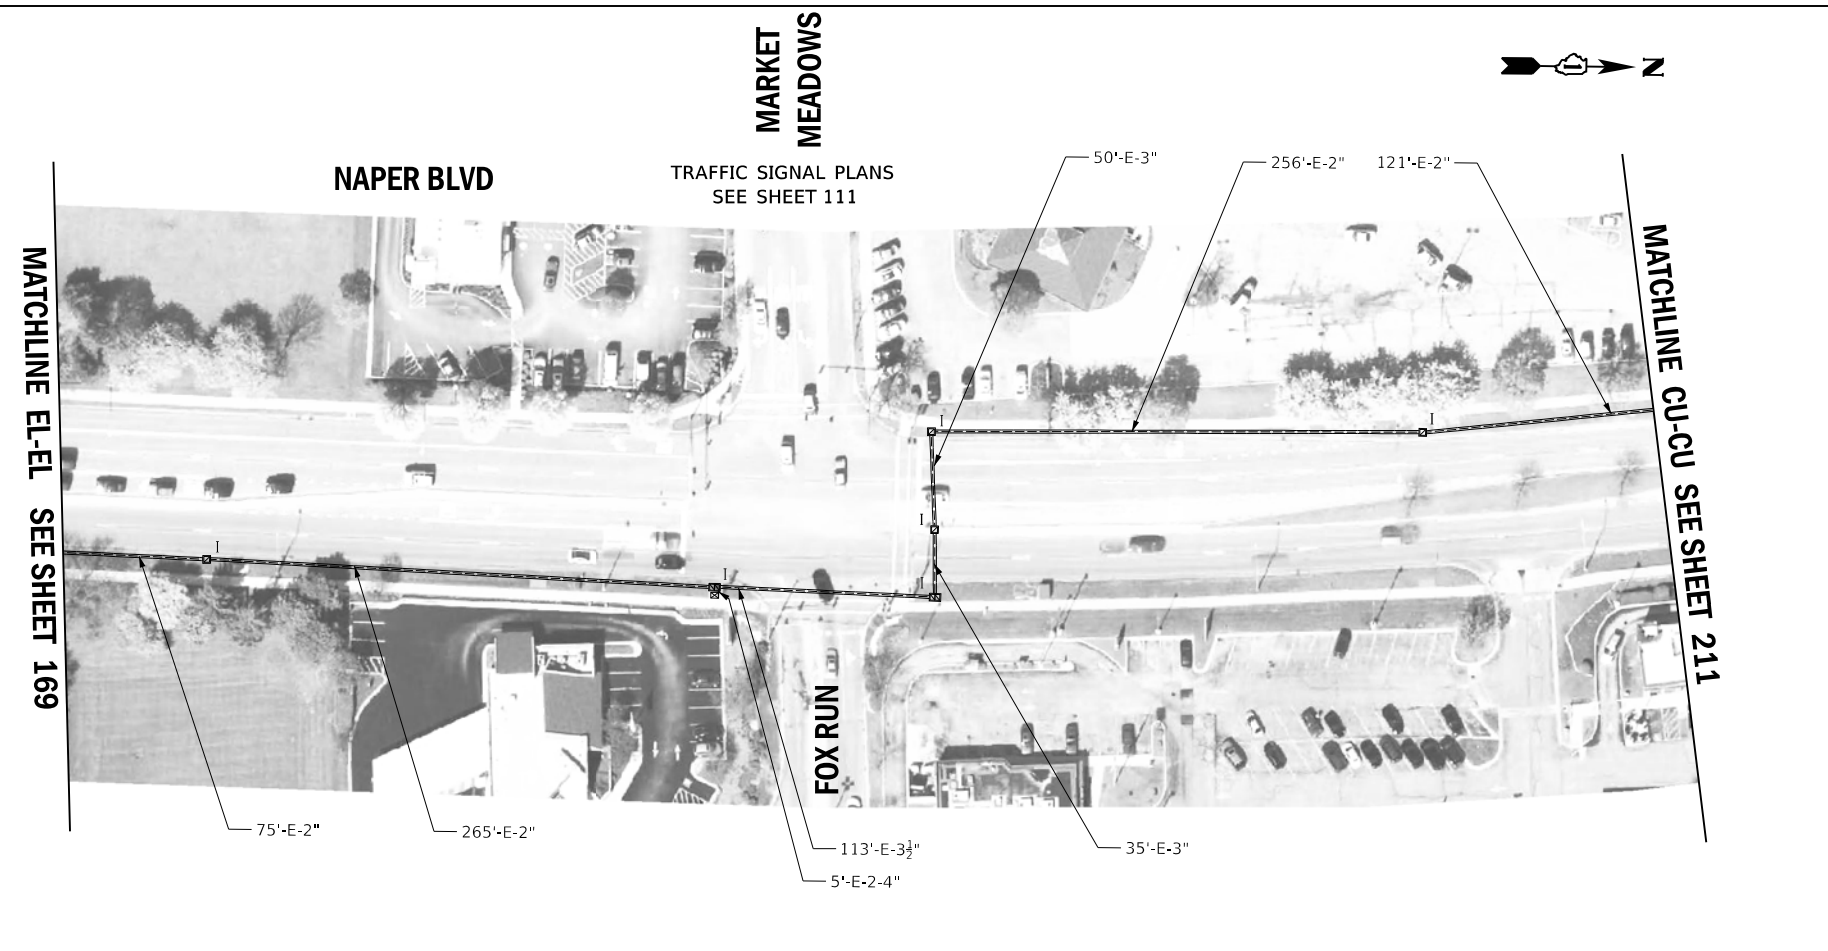 MARKET
MEADOWS
N
NAPER BLVD
TRAFFIC SIGNAL PLANS
SEE SHEET 111
50'-E-3"
256'-E-2"
121'-E-2"
MATCHLINE EL-EL SEE SHEET 169
MATCHLINE CU-CU SEE SHEET 211
I
I
I
I
I
I
FOX RUN
75'-E-2"
265'-E-2"
113'-E-3½"
5'-E-2-4"
35'-E-3"